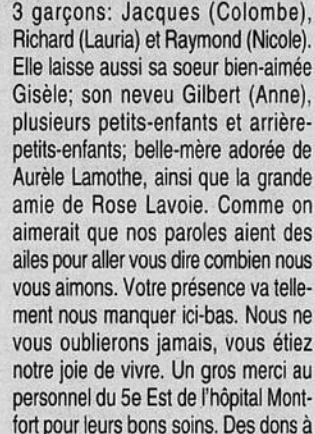 3 garçons: Jacques (Colombe),
Richard (Lauria) et Raymond (Nicole).
Elle laisse aussi sa soeur bien-aimée
Gisèle; son neveu Gilbert (Anne),
plusieurs petits-enfants et arrière-
petits-enfants; belle-mère adorée de
Aurèle Lamothe, ainsi que la grande
amie de Rose Lavoie. Comme on
aimerait que nos paroles aient des
ailes pour aller vous dire combien nous
vous aimons. Votre présence va telle-
ment nous manquer ici-bas. Nous ne
vous oublierons jamais, vous étiez
notre joie de vivre. Un gros merci au
personnel du 5e Est de l'hôpital Mont-
fort pour leurs bons soins. Des dons à